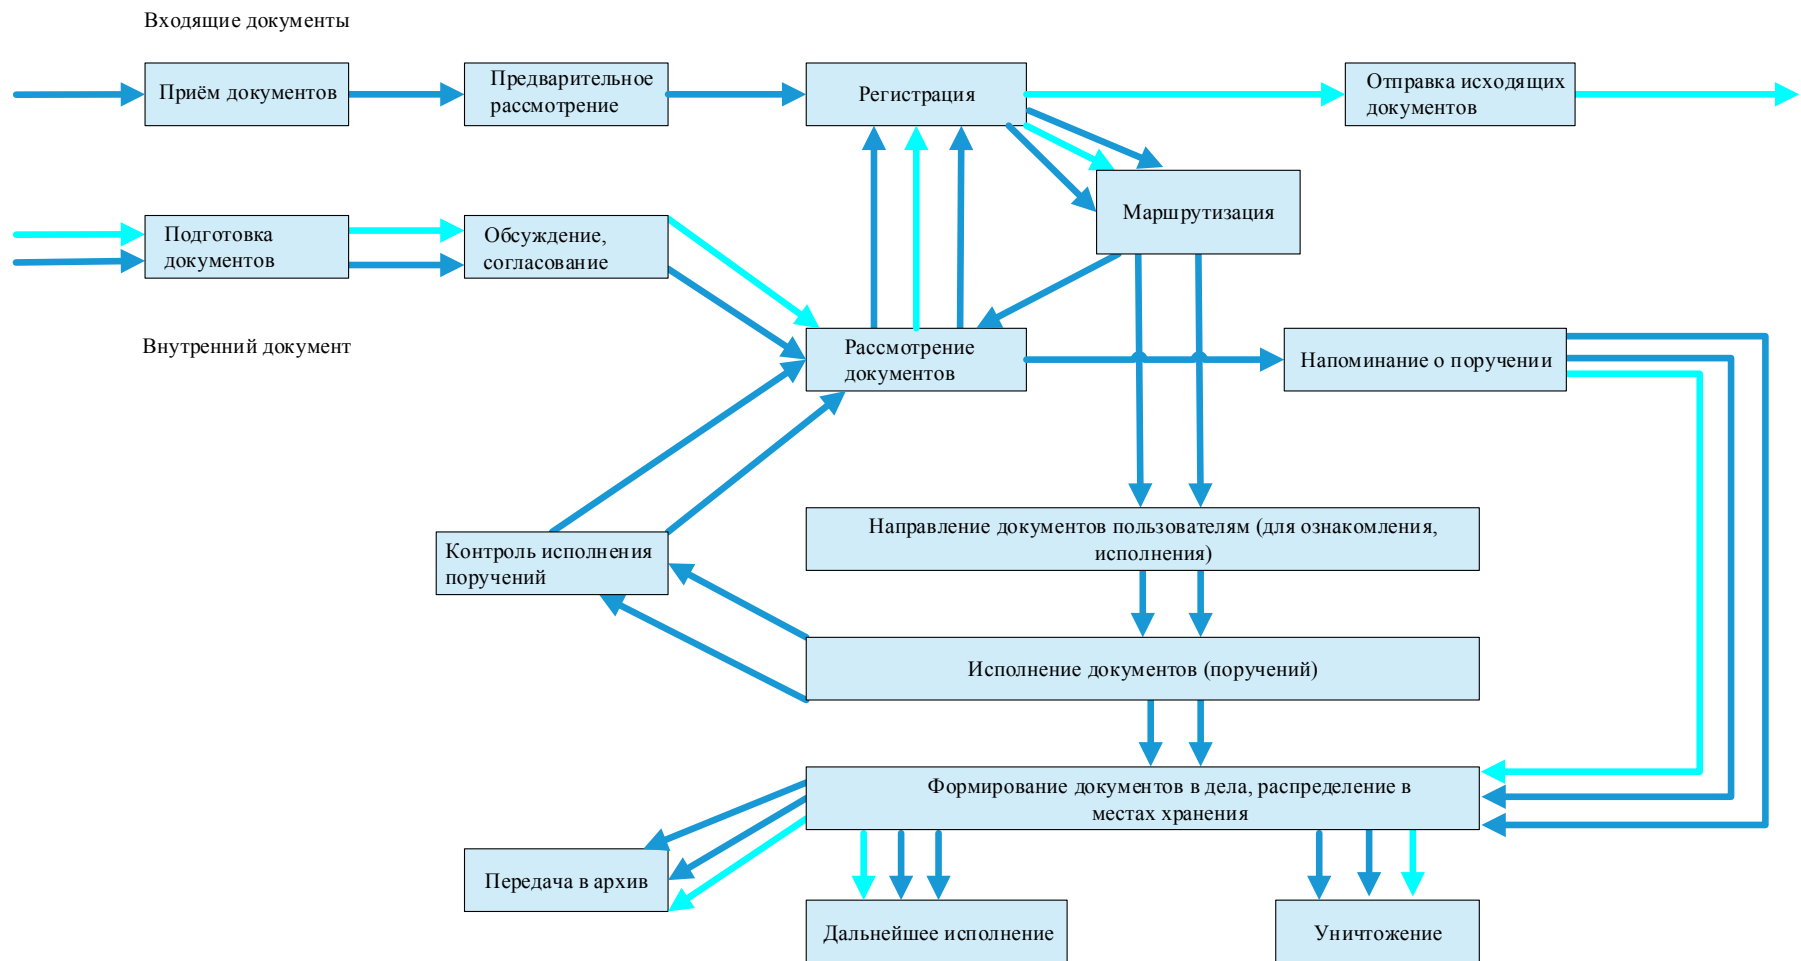 Входящие документы
Приём документов
Предварительное
рассмотрение
Регистрация
Отправка исходящих
документов
Маршрутизация
Подготовка
документов
Обсуждение,
согласование
Внутренний документ
Рассмотрение
документов
Напоминание о поручении
Направление документов пользователям (для ознакомления,
исполнения)
Контроль исполнения
поручений
Исполнение документов (поручений)
Формирование документов в дела, распределение в
местах хранения
Передача в архив
Дальнейшее исполнение
Уничтожение